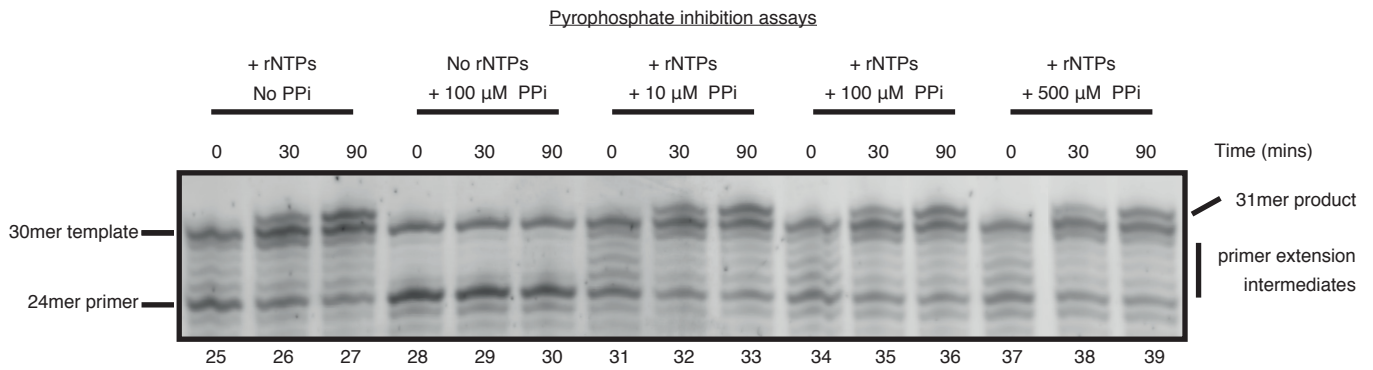 Pyrophosphate inhibition assays
+ rNTPs No rNTPs + rNTPs + rNTPs + rNTPs
No PPi + 100 µM PPi + 10 µM PPi + 100 µM PPi + 500 µM PPi
0 30 90 0 30 90 0 30 90 0 30 90 0 30 90 Time (mins)
31mer product
30mer template
primer extension
intermediates
24mer primer
25 26 27 28 29 30 31 32 33 34 35 36 37 38 39